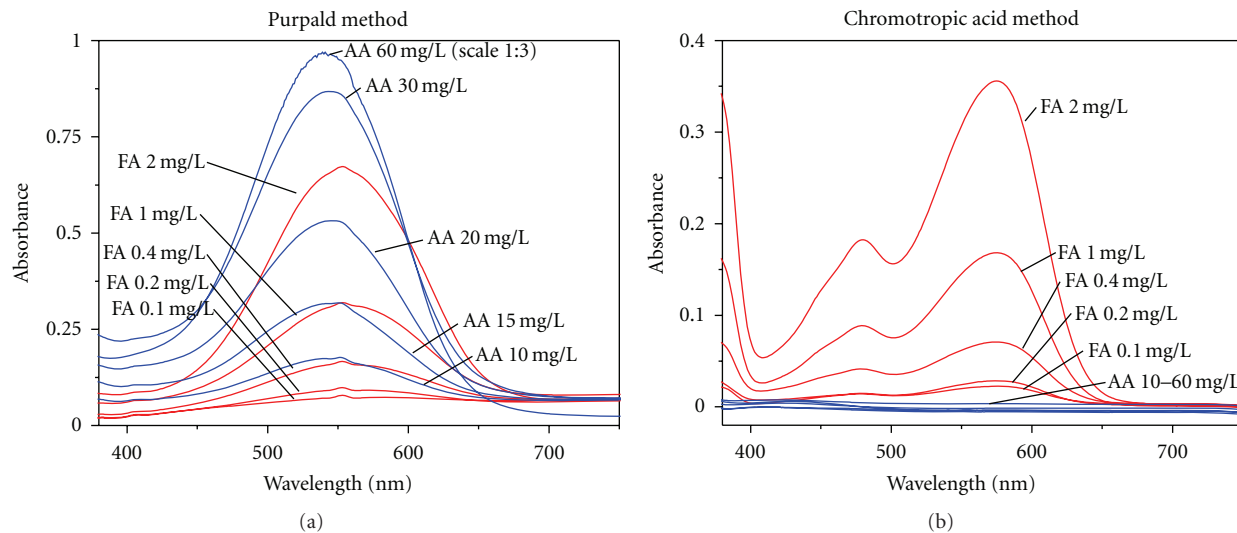 Purpald method
1
0.75
0.5
0.25
0
Absorbance
AA 60 mg/L (scale 1:3)
AA 30 mg/L
FA 2 mg/L
FA 1 mg/L
AA 20 mg/L
FA 0.4 mg/L
FA 0.2 mg/L
FA 0.1 mg/L
AA 15 mg/L
AA 10 mg/L
400 500 600 700
Wavelength (nm)
(a)
Chromotropic acid method
0.4
0.3
0.2
0.1
0
Absorbance
FA 2 mg/L
FA 1 mg/L
FA 0.4 mg/L
FA 0.2 mg/L
FA 0.1 mg/L
AA 10–60 mg/L
400 500 600 700
Wavelength (nm)
(b)